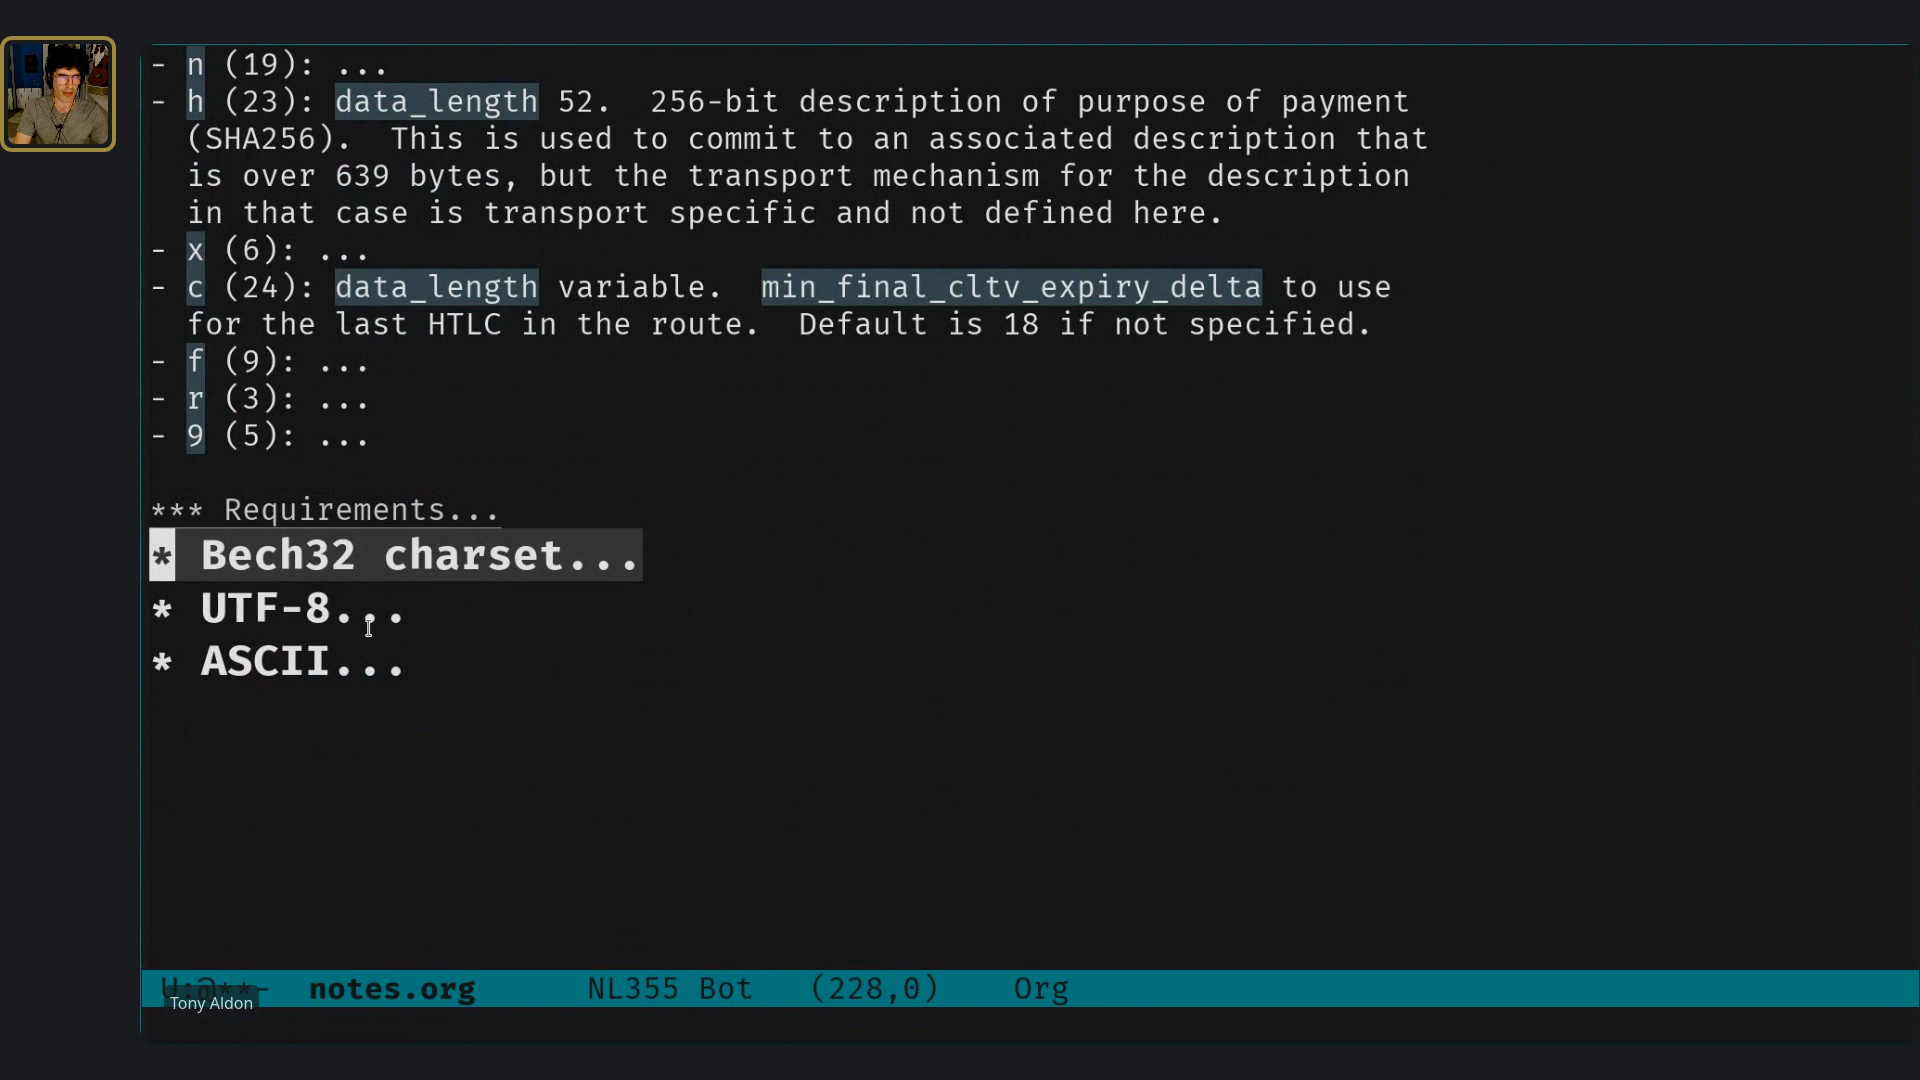 - n (19): ...
- h (23): data_length 52.  256-bit description of purpose of payment
(SHA256).  This is used to commit to an associated description that
is over 639 bytes, but the transport mechanism for the description
in that case is transport specific and not defined here.
- x (6): ...
- c (24): data_length variable.  min_final_cltv_expiry_delta to use
for the last HTLC in the route.  Default is 18 if not specified.
- f (9): ...
- r (3): ...
- 9 (5): ...
*** Requirements...
* Bech32 charset...
* UTF-8...
* ASCII...
U:@**-  notes.org      NL355 Bot   (228,0)    Org
Tony Aldon